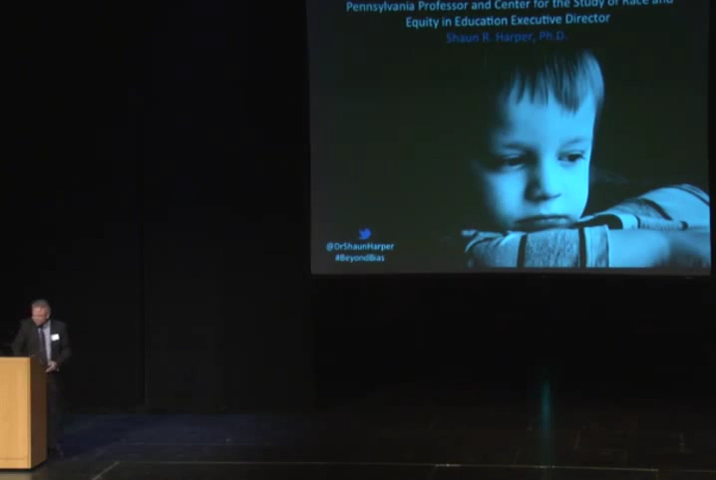 Pennsylvania Professor and Center for the Study of Race and
Equity in Education Executive Director
Shaun R. Harper, Ph.D.
@DrShaunHarper
#BeyondBias